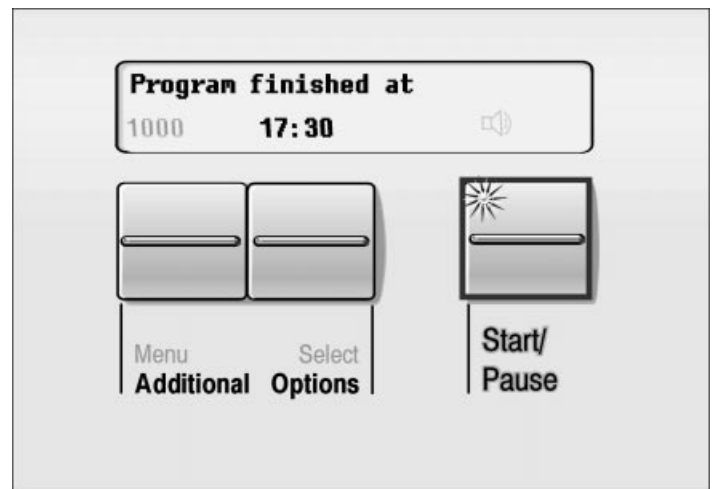 Program finished at
1000 17:30
Menu Select
Additional Options
Start/
Pause